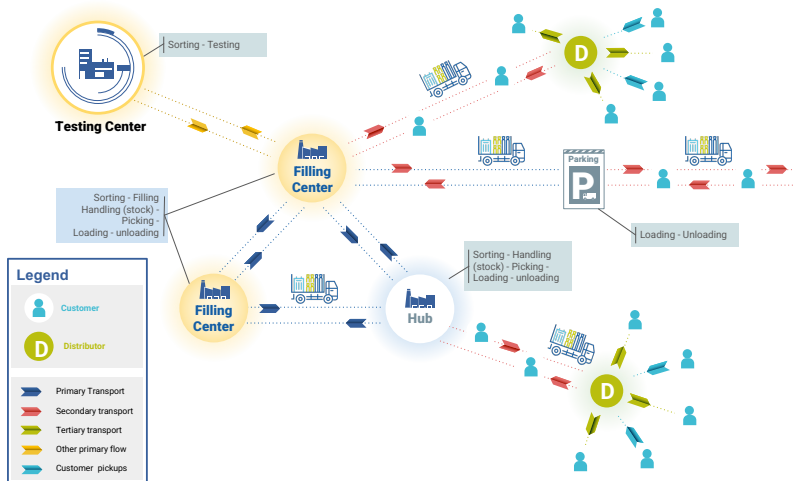 Sorting - Testing
Testing Center
D
Filling
Center
Parking
P
Sorting - Filling
Handling (stock) -
Picking -
Loading - unloading
Loading - Unloading
Sorting - Handling
(stock) - Picking -
Loading - unloading
Filling
Center
Hub
D
Legend
Customer
D
Distributor
Primary Transport
Secondary transport
Tertiary transport
Other primary flow
Customer pickups